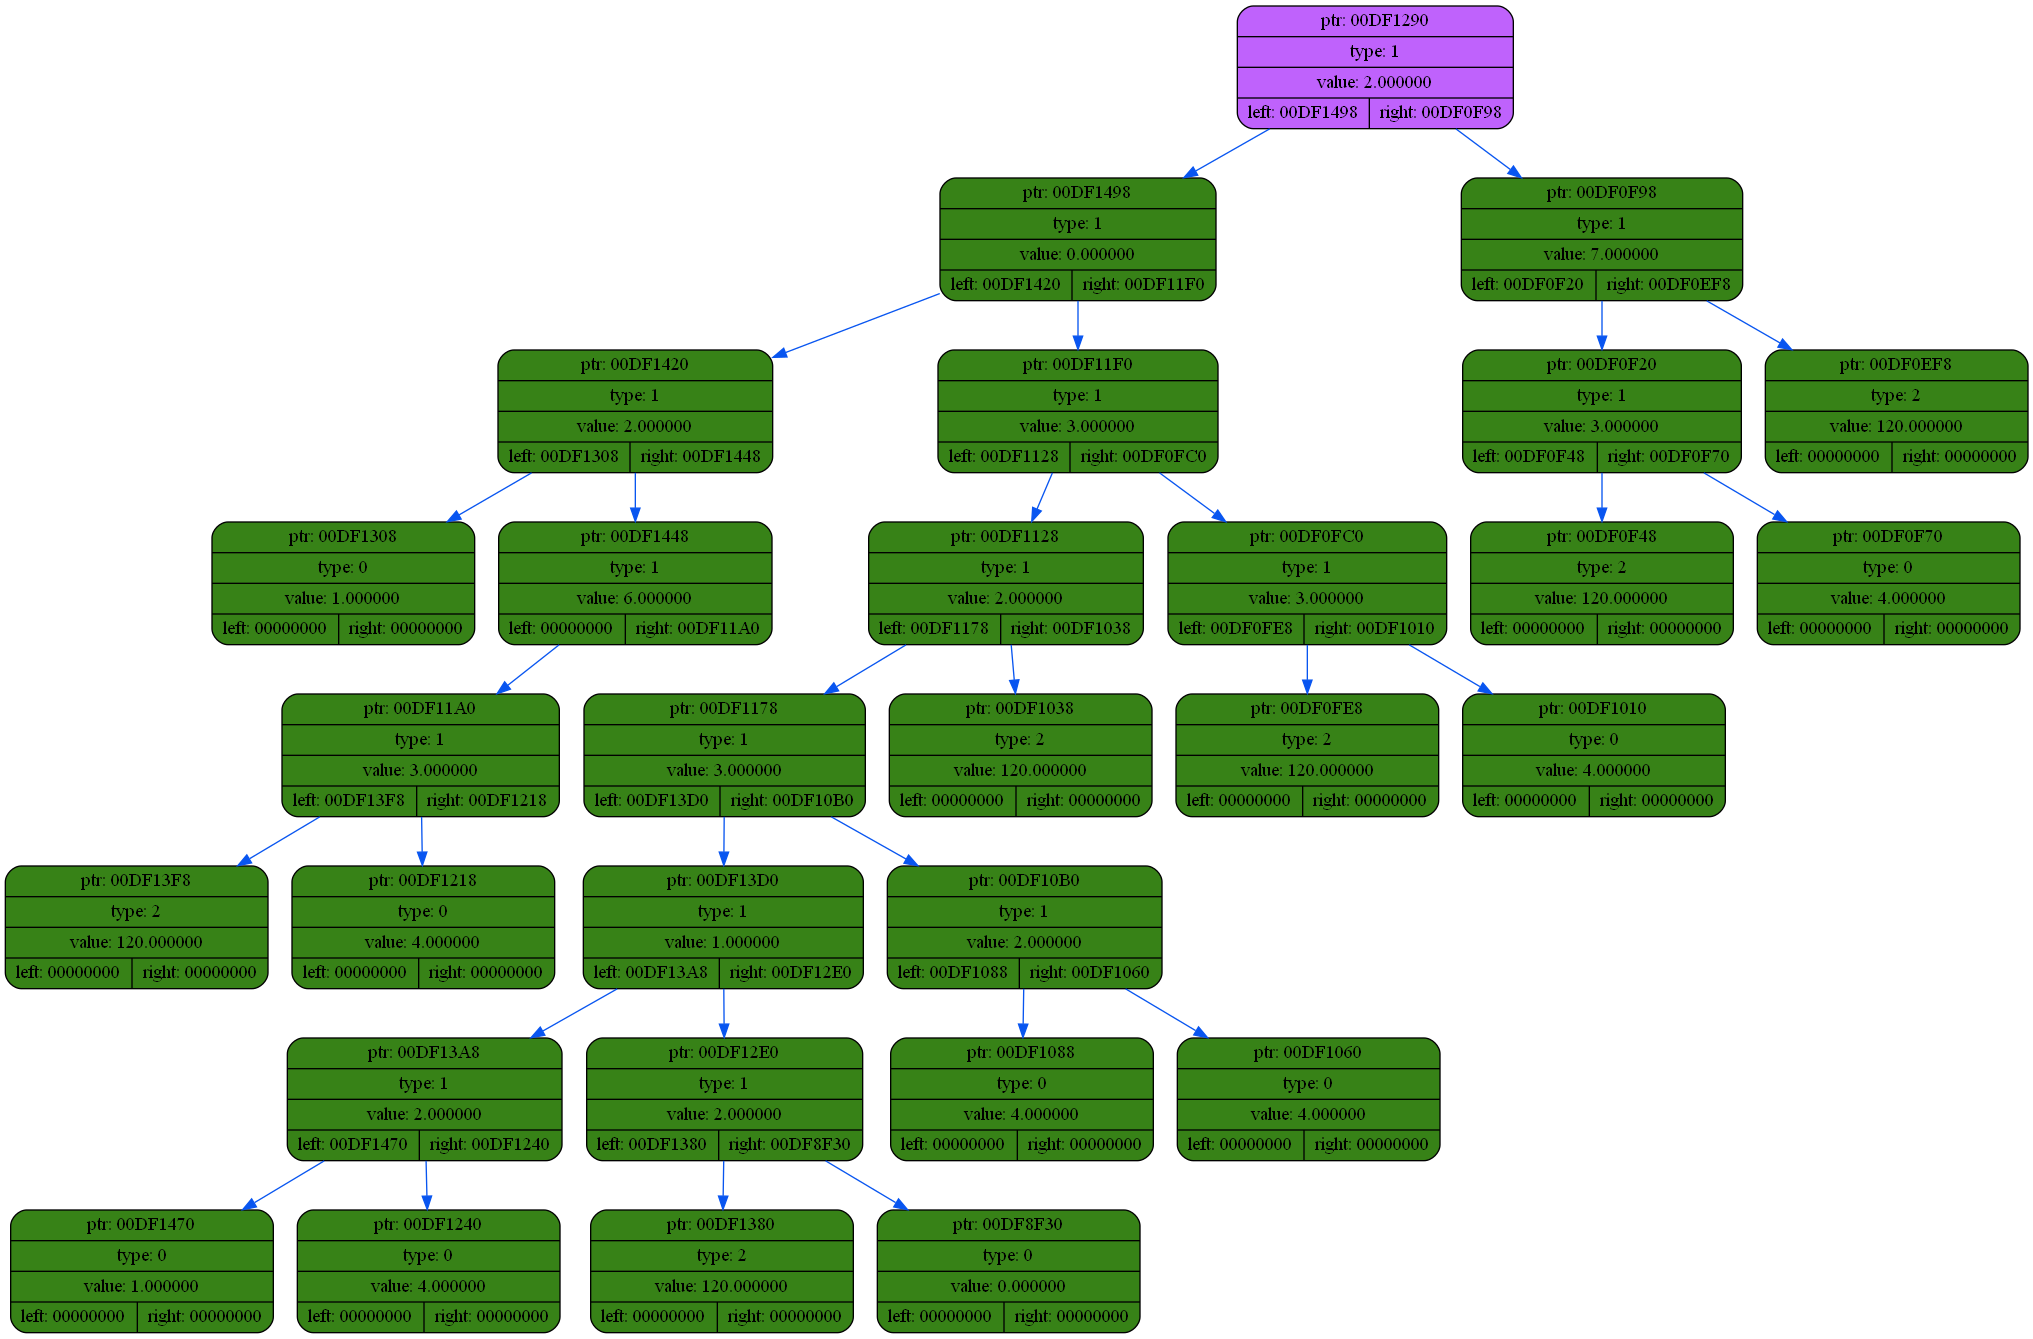 ptr: 00DF1290
type: 1
value: 2.000000
left: 00DF1498 right: 00DF0F98
ptr: 00DF1498
type: 1
value: 0.000000
left: 00DF1420 right: 00DF11F0
ptr: 00DF0F98
type: 1
value: 7.000000
left: 00DF0F20 right: 00DF0EF8
ptr: 00DF1420
type: 1
value: 2.000000
left: 00DF1308 right: 00DF1448
ptr: 00DF11F0
type: 1
value: 3.000000
left: 00DF1128 right: 00DF0FC0
ptr: 00DF0F20
type: 1
value: 3.000000
left: 00DF0F48 right: 00DF0F70
ptr: 00DF0EF8
type: 2
value: 120.000000
left: 00000000 right: 00000000
ptr: 00DF1308
type: 0
value: 1.000000
left: 00000000 right: 00000000
ptr: 00DF1448
type: 1
value: 6.000000
left: 00000000 right: 00DF11A0
ptr: 00DF1128
type: 1
value: 2.000000
left: 00DF1178 right: 00DF1038
ptr: 00DF0FC0
type: 1
value: 3.000000
left: 00DF0FE8 right: 00DF1010
ptr: 00DF0F48
type: 2
value: 120.000000
left: 00000000 right: 00000000
ptr: 00DF0F70
type: 0
value: 4.000000
left: 00000000 right: 00000000
ptr: 00DF11A0
type: 1
value: 3.000000
left: 00DF13F8 right: 00DF1218
ptr: 00DF1178
type: 1
value: 3.000000
left: 00DF13D0 right: 00DF10B0
ptr: 00DF1038
type: 2
value: 120.000000
left: 00000000 right: 00000000
ptr: 00DF0FE8
type: 2
value: 120.000000
left: 00000000 right: 00000000
ptr: 00DF1010
type: 0
value: 4.000000
left: 00000000 right: 00000000
ptr: 00DF13F8
type: 2
value: 120.000000
left: 00000000 right: 00000000
ptr: 00DF1218
type: 0
value: 4.000000
left: 00000000 right: 00000000
ptr: 00DF13D0
type: 1
value: 1.000000
left: 00DF13A8 right: 00DF12E0
ptr: 00DF10B0
type: 1
value: 2.000000
left: 00DF1088 right: 00DF1060
ptr: 00DF13A8
type: 1
value: 2.000000
left: 00DF1470 right: 00DF1240
ptr: 00DF12E0
type: 1
value: 2.000000
left: 00DF1380 right: 00DF8F30
ptr: 00DF1088
type: 0
value: 4.000000
left: 00000000 right: 00000000
ptr: 00DF1060
type: 0
value: 4.000000
left: 00000000 right: 00000000
ptr: 00DF1470
type: 0
value: 1.000000
left: 00000000 right: 00000000
ptr: 00DF1240
type: 0
value: 4.000000
left: 00000000 right: 00000000
ptr: 00DF1380
type: 2
value: 120.000000
left: 00000000 right: 00000000
ptr: 00DF8F30
type: 0
value: 0.000000
left: 00000000 right: 00000000